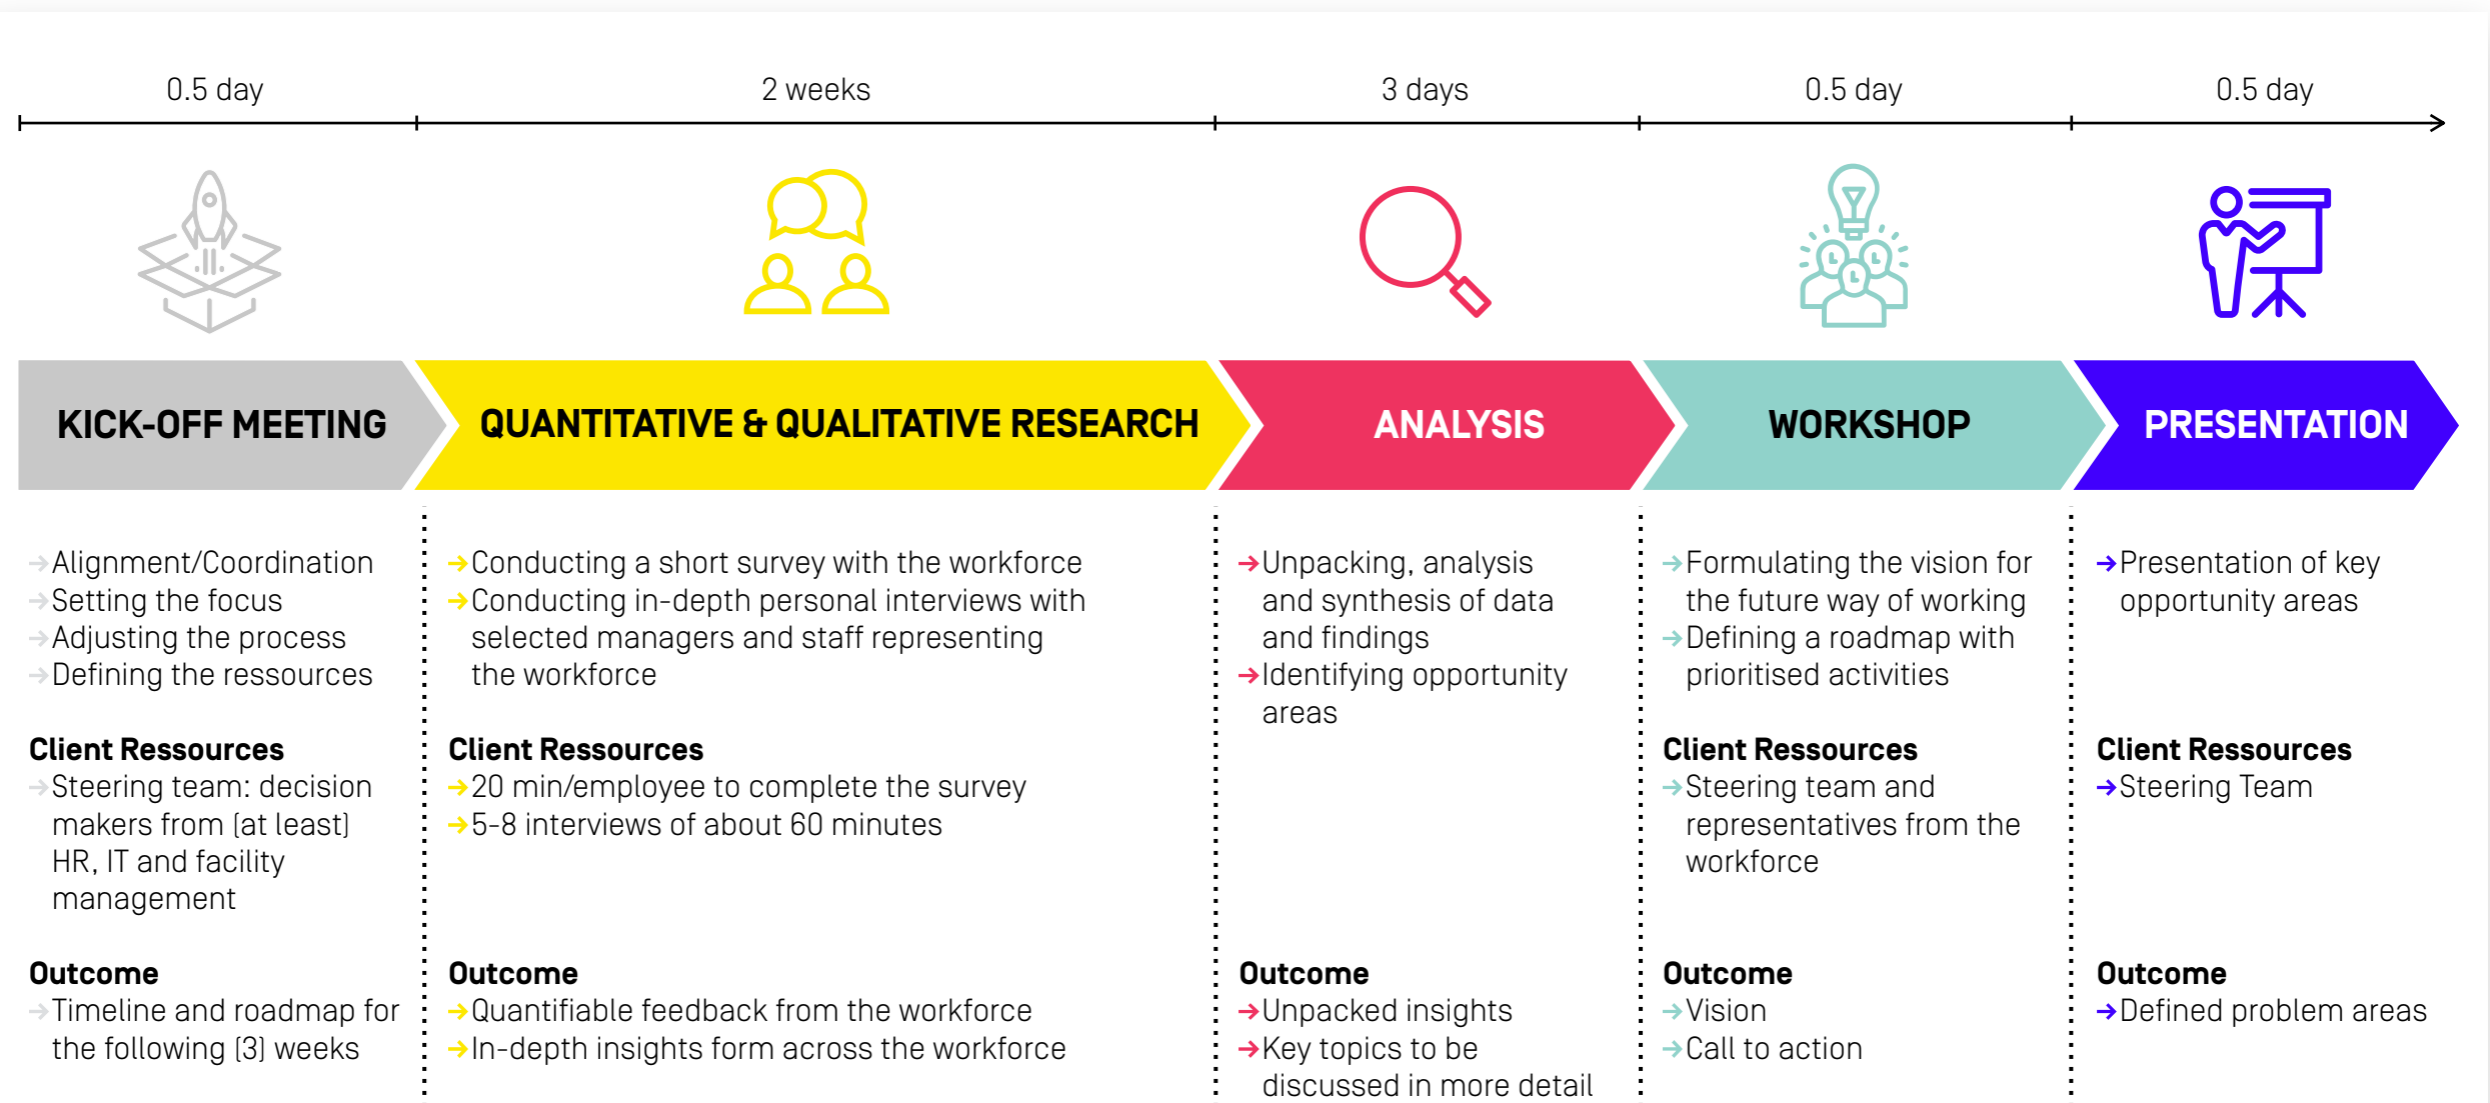 0.5 day
2 weeks
3 days
0.5 day
0.5 day
KICK-OFF MEETING
QUANTITATIVE & QUALITATIVE RESEARCH
ANALYSIS
WORKSHOP
PRESENTATION
→Alignment/Coordination
→Setting the focus
→Adjusting the process
→Defining the ressources
Client Ressources
→Steering team: decision
makers from (at least)
HR, IT and facility
management
Outcome
→Timeline and roadmap for
the following (3) weeks
→Conducting a short survey with the workforce
→Conducting in-depth personal interviews with
selected managers and staff representing
the workforce
Client Ressources
→20 min/employee to complete the survey
→5-8 interviews of about 60 minutes
Outcome
→Quantifiable feedback from the workforce
→In-depth insights form across the workforce
→Unpacking, analysis
and synthesis of data
and findings
→Identifying opportunity
areas
Outcome
→Unpacked insights
→Key topics to be
discussed in more detail
→Formulating the vision for
the future way of working
→Defining a roadmap with
prioritised activities
Client Ressources
→Steering team and
representatives from the
workforce
Outcome
→Vision
→Call to action
→Presentation of key
opportunity areas
Client Ressources
→Steering Team
Outcome
→Defined problem areas